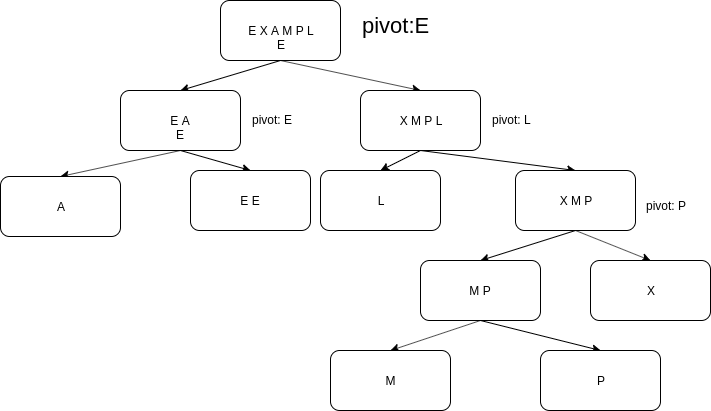 E X A M P L
E
pivot:E
E A
E
pivot: E
X M P L
pivot: L
A
E E
L
X M P
pivot: P
M P
X
M
P